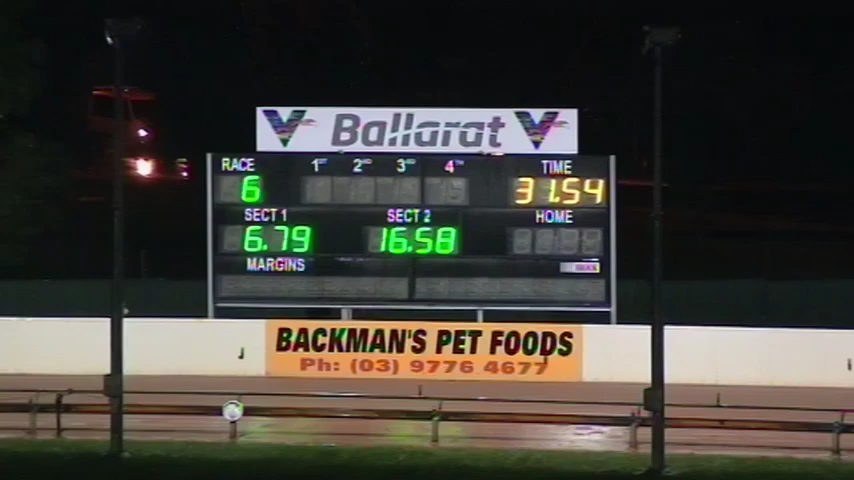 Ballarat
RACE 1ST 2ND 3RD 4TH TIME
6 31.54
SECT 1 SECT 2 HOME
6.79 16.58
MARGINS
BACKMAN'S PET FOODS
Ph: (03) 9776 4677